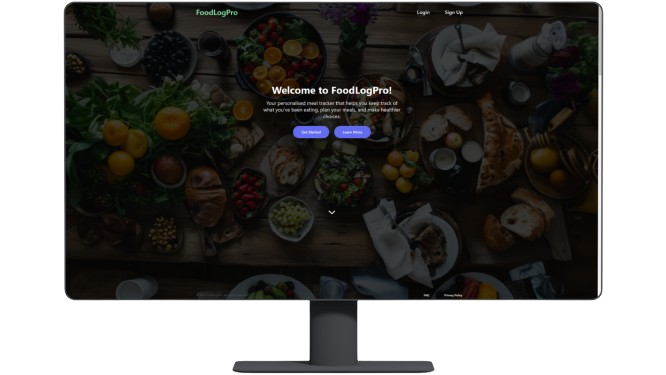 FoodLogPro
Login
Sign Up
Welcome to FoodLogPro!
Your personalised meal tracker that helps you keep track of
what you've been eating, plan your meals, and make healthier
choices.
Get Started
Learn More
FAQ
Privacy Policy